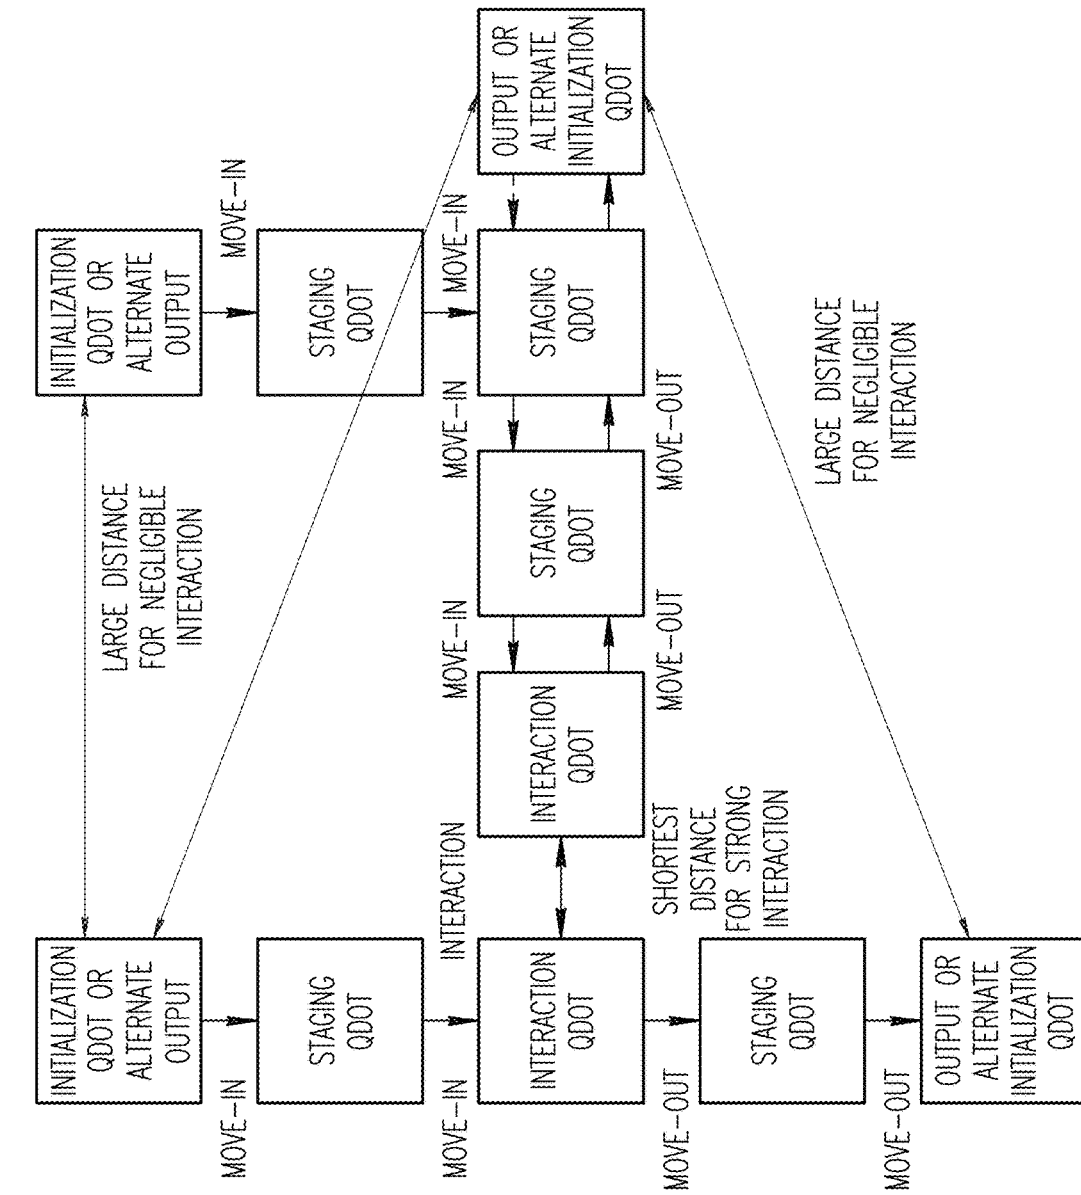 INITIALIZATION
QDOT OR
ALTERNATE
OUTPUT
LARGE DISTANCE
FOR NEGLIGIBLE
INTERACTION
INITIALIZATION
QDOT OR
ALTERNATE
OUTPUT
MOVE-IN
MOVE-IN
STAGING
QDOT
STAGING
QDOT
MOVE-IN
INTERACTION
MOVE-IN
MOVE-IN
MOVE-IN
INTERACTION
QDOT
INTERACTION
QDOT
STAGING
QDOT
STAGING
QDOT
OUTPUT OR
ALTERNATE
INITIALIZATION
QDOT
MOVE-OUT
SHORTEST
DISTANCE
FOR STRONG
INTERACTION
MOVE-OUT
MOVE-OUT
STAGING
QDOT
LARGE DISTANCE
FOR NEGLIGIBLE
INTERACTION
MOVE-OUT
OUTPUT OR
ALTERNATE
INITIALIZATION
QDOT